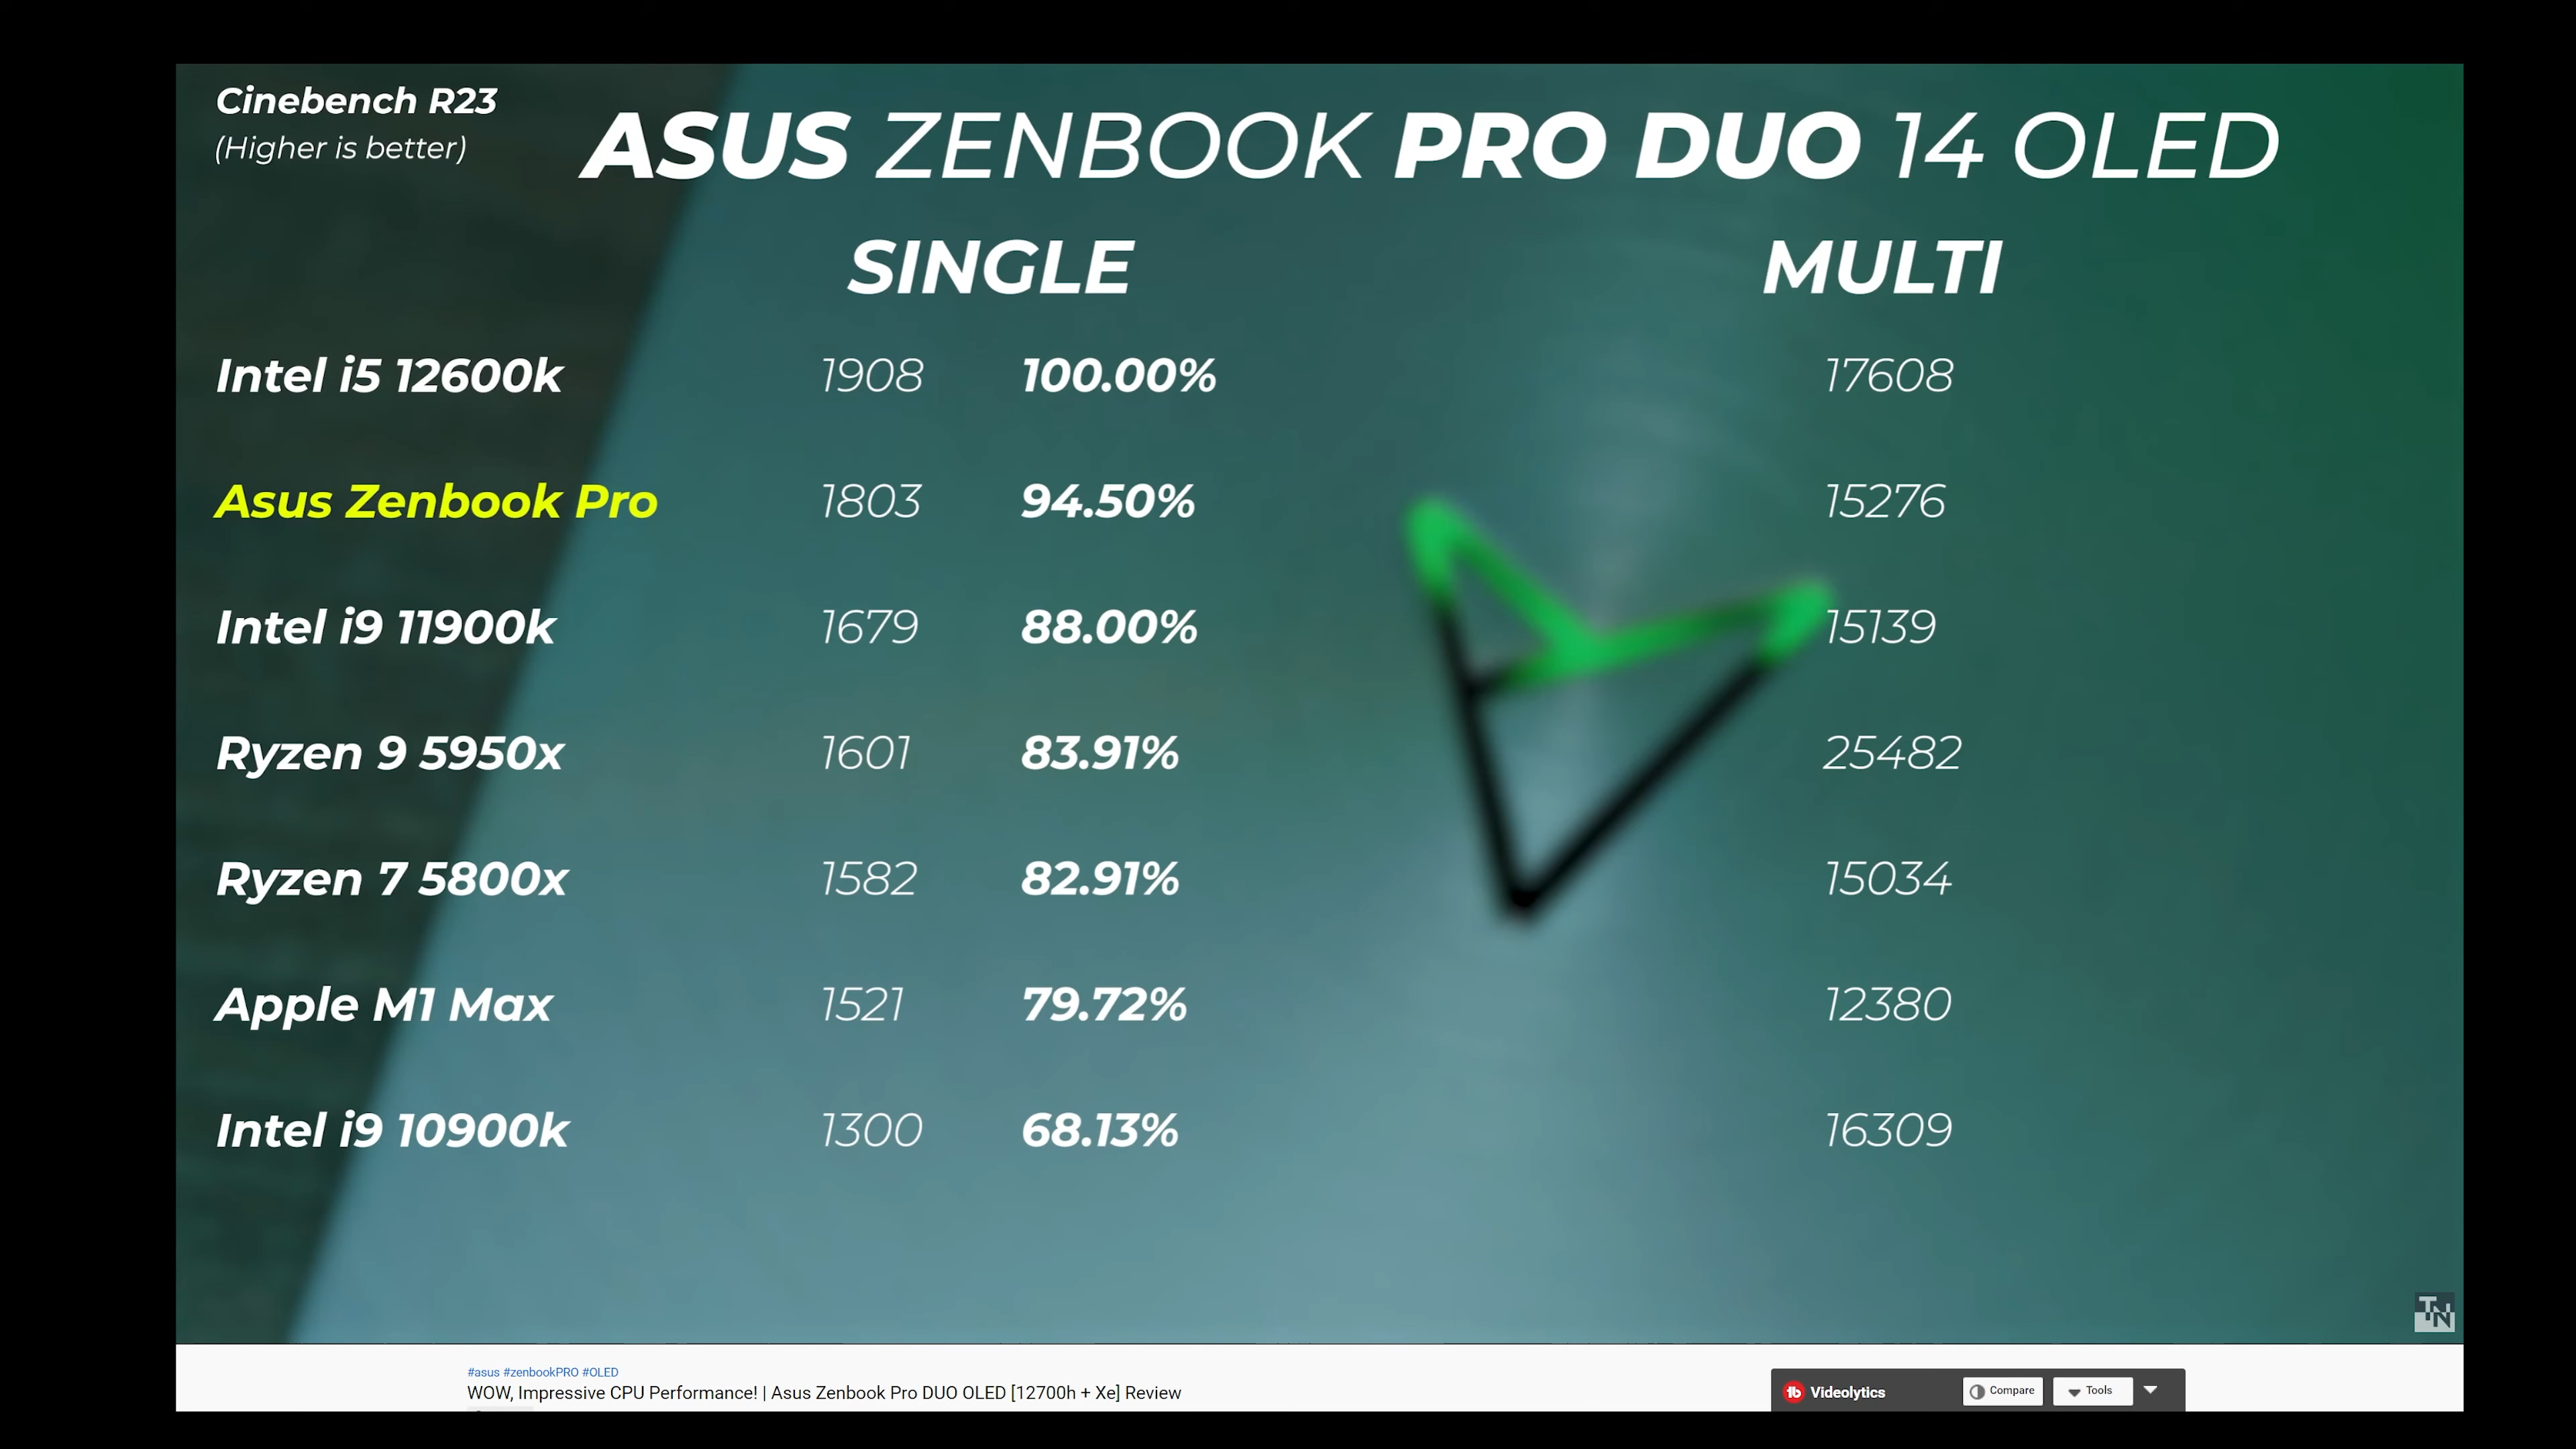 Cinebench R23
(Higher is better)
ASUS ZENBOOK PRO DUO 14 OLED
SINGLE MULTI
Intel i5 12600k 1908 100.00% 17608
Asus Zenbook Pro 1803 94.50% 15276
Intel i9 11900k 1679 88.00% 15139
Ryzen 9 5950x 1601 83.91% 25482
Ryzen 7 5800x 1582 82.91% 15034
Apple M1 Max 1521 79.72% 12380
Intel i9 10900k 1300 68.13% 16309
TN
#asus #zenbookPRO #OLED
WOW, Impressive CPU Performance! | Asus Zenbook Pro DUO OLED [12700h + Xe] Review
tb Videolytics Compare Tools